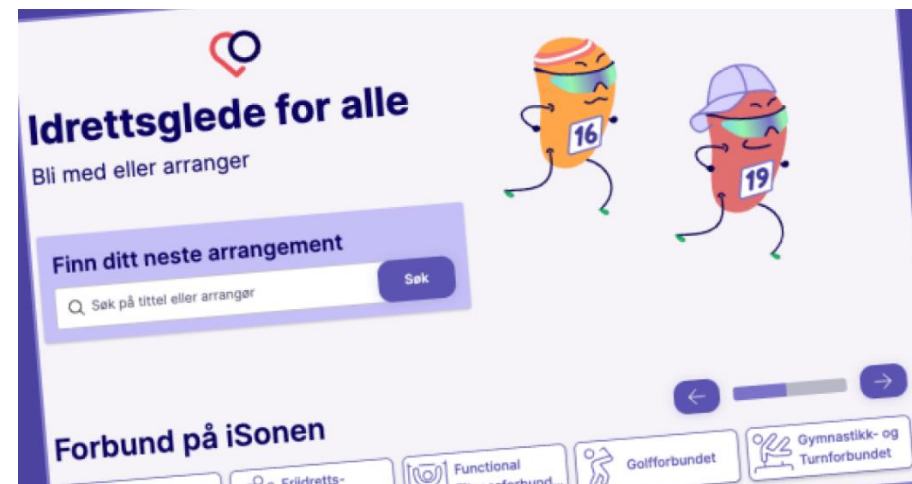 Idrettsglede for alle
Bli med eller arranger
16
19
Finn ditt neste arrangement
Søk på tittel eller arrangør
Søk
Forbund på iSonen
Friidretts-
Functional
Golfforbundet
Gymnastikk- og
Turnforbundet